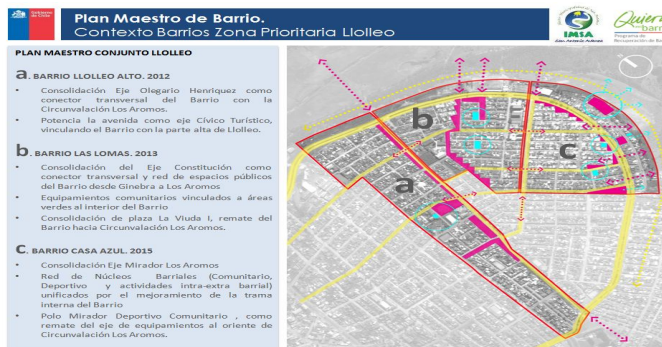 Gobierno
de Chile
Plan Maestro de Barrio.
Contexto Barrios Zona Prioritaria Llolleo
IMSA
Quiero
barrio
Programa de
Recuperación de Ba
PLAN MAESTRO CONJUNTO LLOLLEO
a. BARRIO LLOLLEO ALTO. 2012
• Consolidación Eje Olegario Henriquez como
conector transversal del Barrio con la
Circunvalación Los Aromos.
• Potencia la avenida como eje Cívico Turístico,
vinculando el Barrio con la parte alta de Llolleo.
b. BARRIO LAS LOMAS. 2013
• Consolidación del Eje Constitución como
conector transversal y red de espacios públicos
del Barrio desde Ginebra a Los Aromos
• Equipamientos comunitarios vinculados a áreas
verdes al interior del Barrio
• Consolidación de plaza La Viuda I, remate del
Barrio hacia Circunvalación Los Aromos.
C. BARRIO CASA AZUL. 2015
• Consolidación Eje Mirador Los Aromos
• Red de Núcleos Barriales (Comunitario,
Deportivo y actividades intra-extra barrial)
unificados por el mejoramiento de la trama
interna del Barrio
• Polo Mirador Deportivo Comunitario , como
remate del eje de equipamientos al oriente de
Circunvalación Los Aromos.
b
c
a